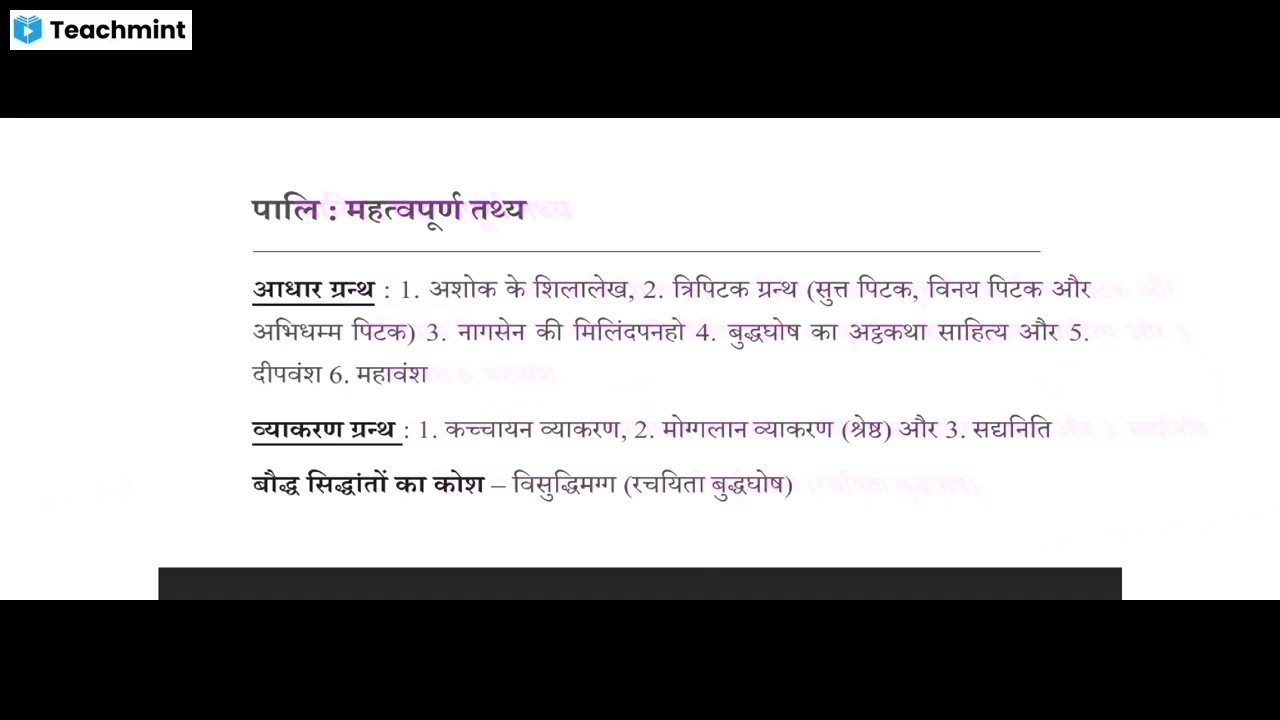 Teachmint
पालि : महत्वपूर्ण तथ्य
आधार ग्रन्थ : 1. अशोक के शिलालेख, 2. त्रिपिटक ग्रन्थ (सुत्त पिटक, विनय पिटक और
अभिधम्म पिटक) 3. नागसेन की मिलिंदपनहो 4. बुद्धघोष का अट्ठकथा साहित्य और 5.
दीपवंश 6. महावंश
व्याकरण ग्रन्थ : 1. कच्चायन व्याकरण, 2. मोग्गलान व्याकरण (श्रेष्ठ) और 3. सद्यनिति
बौद्ध सिद्धांतों का कोश – विसुद्धिमग्ग (रचयिता बुद्धघोष)